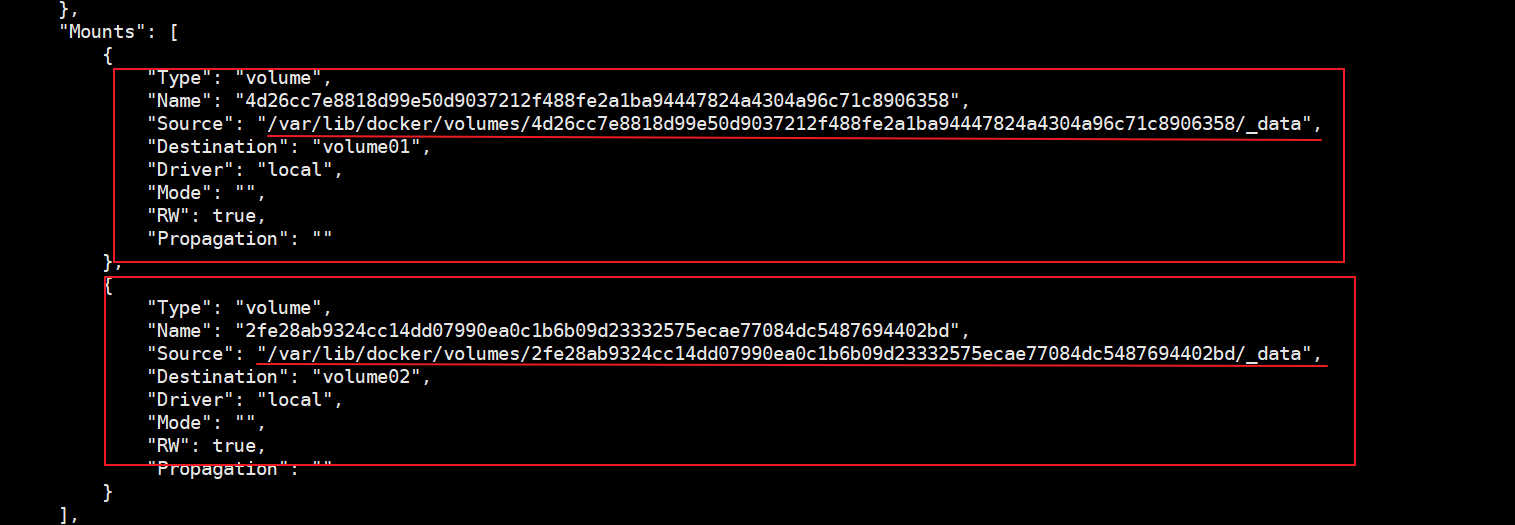 },
"Mounts": [
{
"Type": "volume",
"Name": "4d26cc7e8818d99e50d9037212f488fe2a1ba94447824a4304a96c71c8906358",
"Source": "/var/lib/docker/volumes/4d26cc7e8818d99e50d9037212f488fe2a1ba94447824a4304a96c71c8906358/_data",
"Destination": "volume01",
"Driver": "local",
"Mode": "",
"RW": true,
"Propagation": ""
},
{
"Type": "volume",
"Name": "2fe28ab9324cc14dd07990ea0c1b6b09d23332575ecae77084dc5487694402bd",
"Source": "/var/lib/docker/volumes/2fe28ab9324cc14dd07990ea0c1b6b09d23332575ecae77084dc5487694402bd/_data",
"Destination": "volume02",
"Driver": "local",
"Mode": "",
"RW": true,
"Propagation": ""
}
],